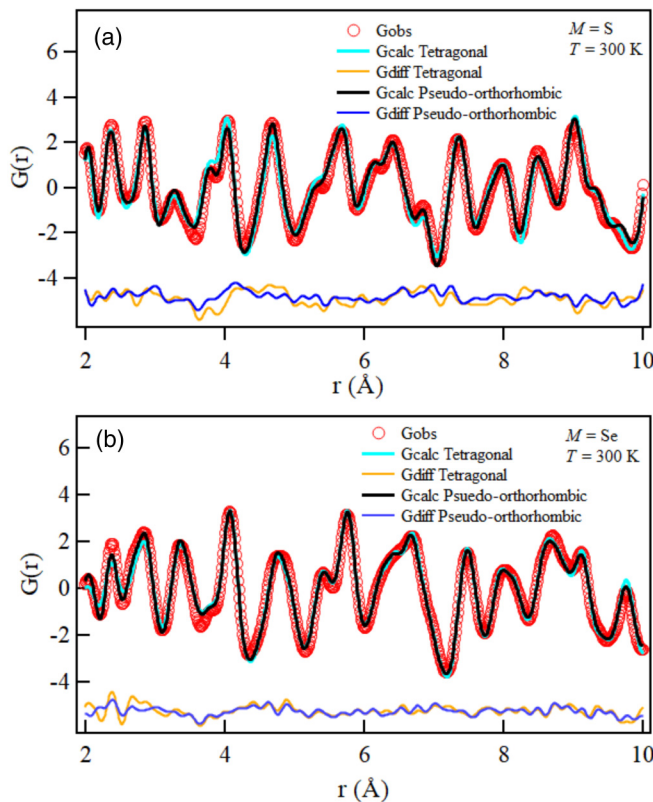 (a)
Gobs
Gcalc Tetragonal
Gdiff Tetragonal
Gcalc Pseudo-orthorhombic
Gdiff Pseudo-orthorhombic
M = S
T = 300 K
G(r)
6
4
2
0
-2
-4
2
4
6
8
10
r (Å)
(b)
Gobs
Gcalc Tetragonal
Gdiff Tetragonal
Gcalc Psuedo-orthorhombic
Gdiff Pseudo-orthorhombic
M = Se
T = 300 K
G(r)
6
4
2
0
-2
-4
2
4
6
8
10
r (Å)